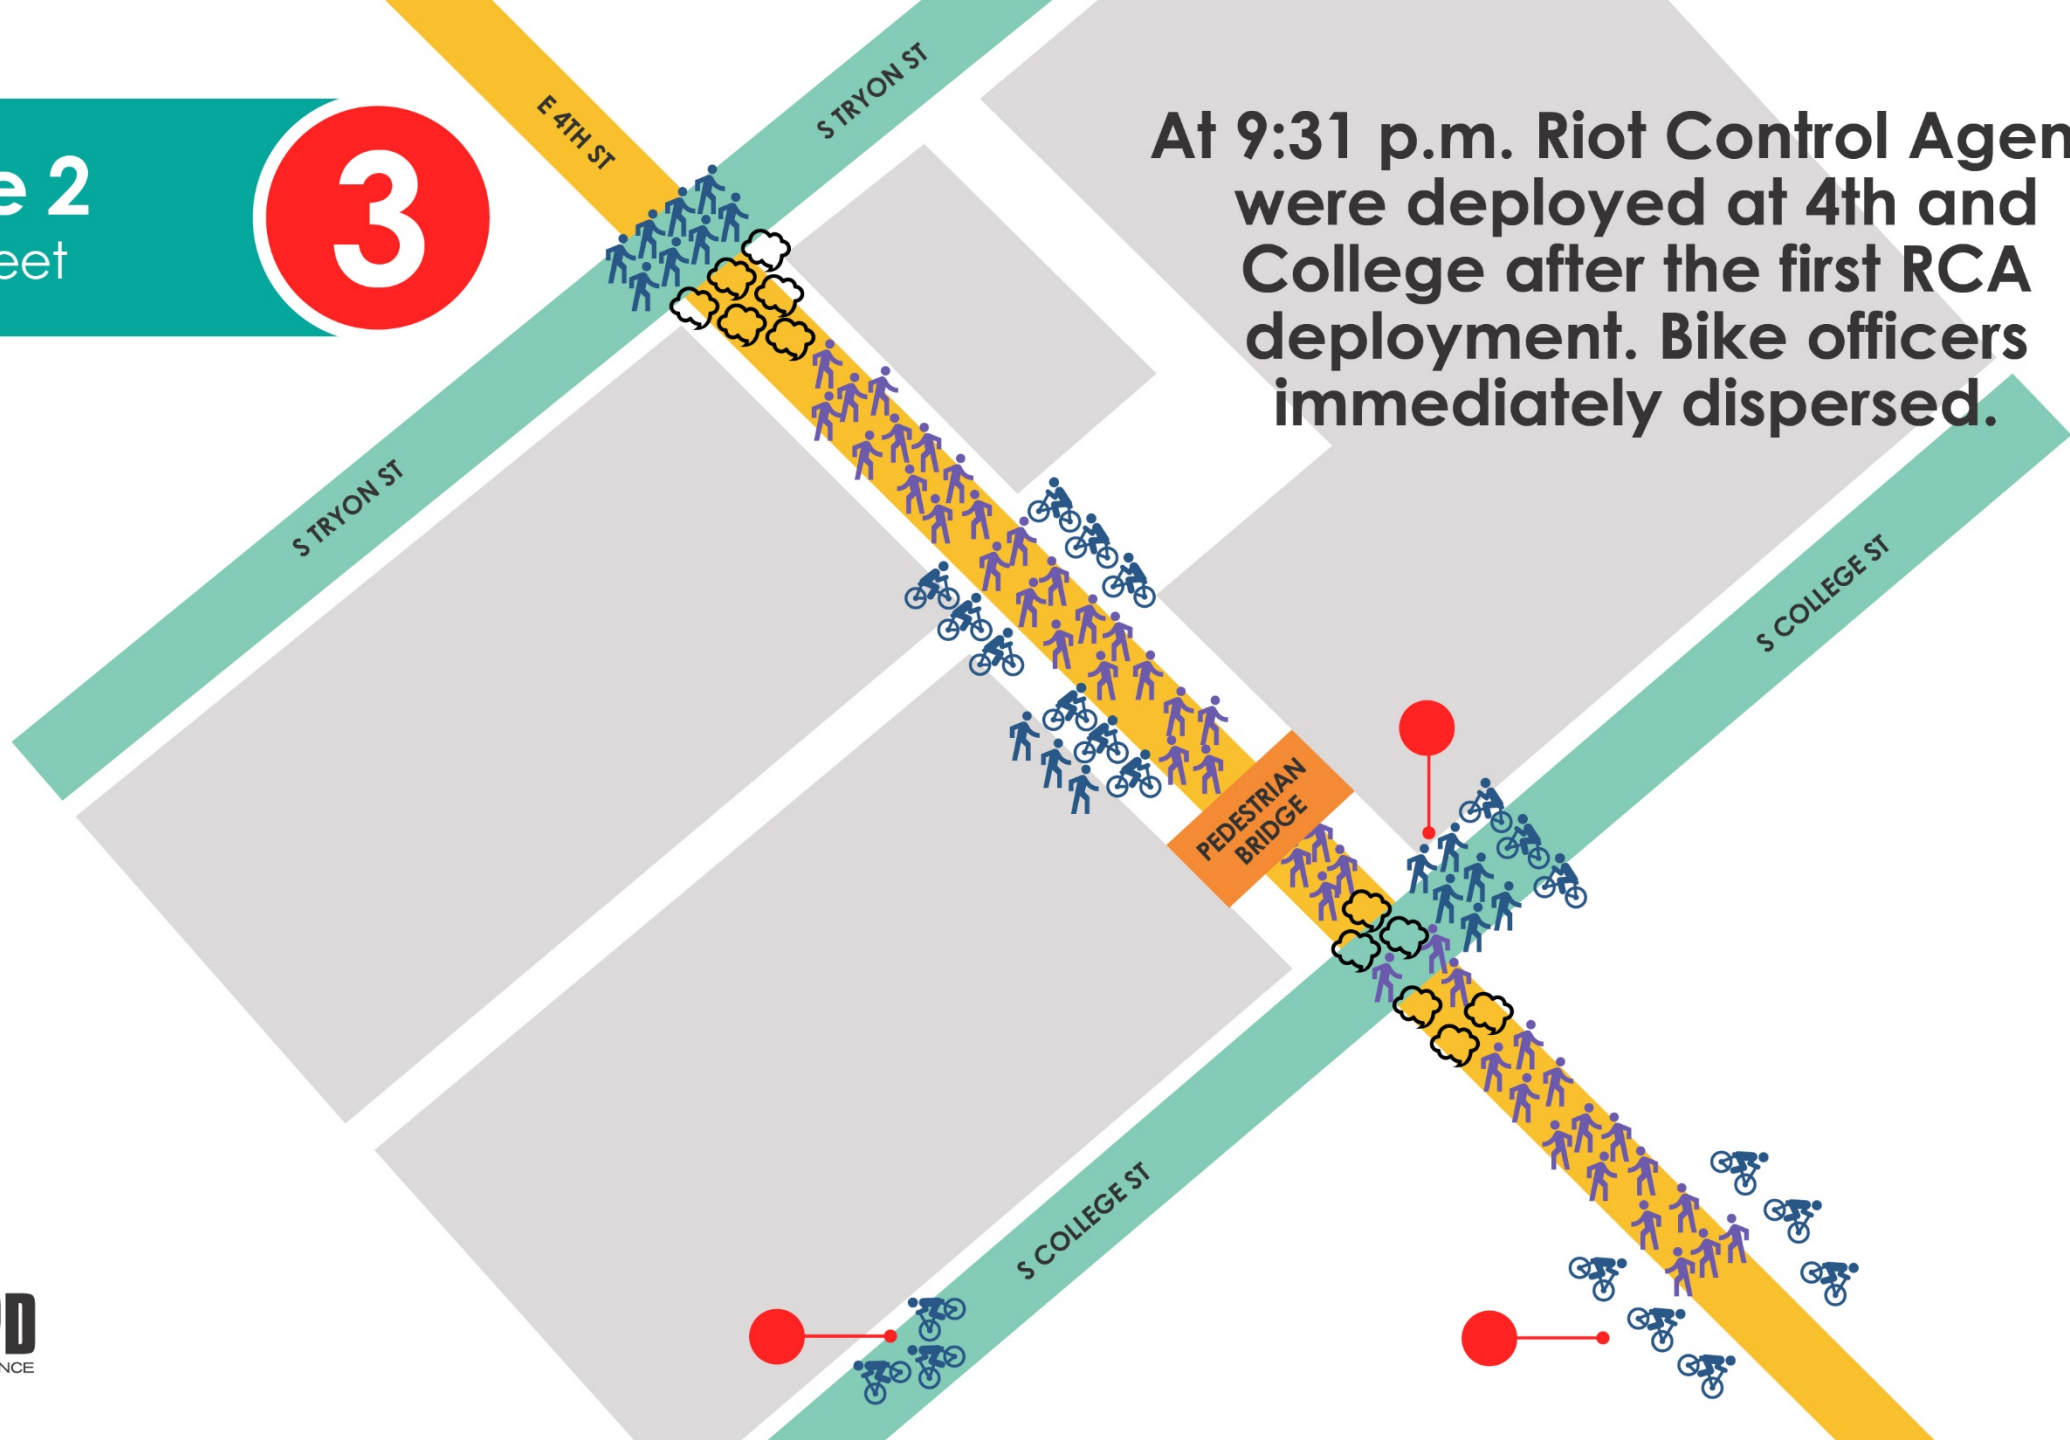 E 4TH ST
S TRYON ST
At 9:31 p.m. Riot Control Agen
were deployed at 4th and
College after the first RCA
deployment. Bike officers
immediately dispersed.
e 2
eet
3
S TRYON ST
S COLLEGE ST
PEDESTRIAN
BRIDGE
S COLLEGE ST
D
NCE